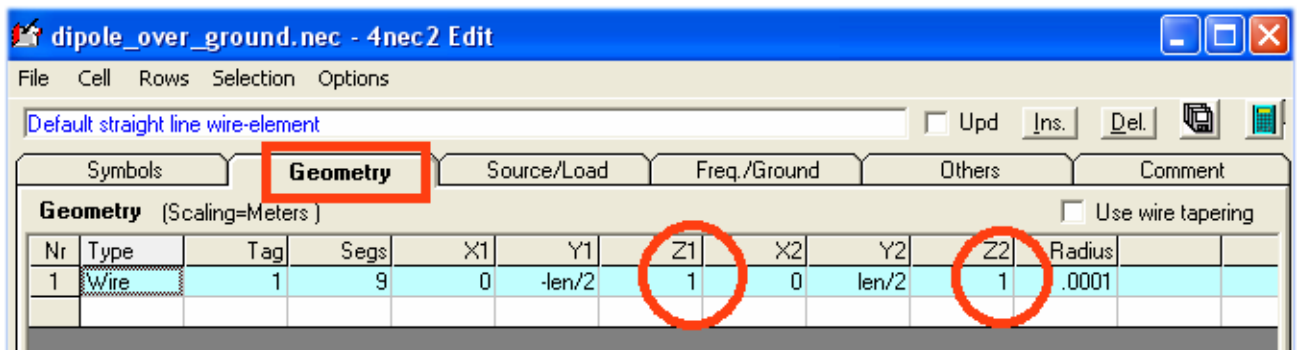 dipole_over_ground.nec - 4nec2 Edit
File Cell Rows Selection Options
Default straight line wire-element Upd Ins. Del.
Symbols Geometry Source/Load Freq./Ground Others Comment
Geometry (Scaling=Meters ) Use wire tapering
Nr Type Tag Segs X1 Y1 Z1 X2 Y2 Z2 Radius
1 Wire 1 9 0 -len/2 1 0 len/2 1 .0001